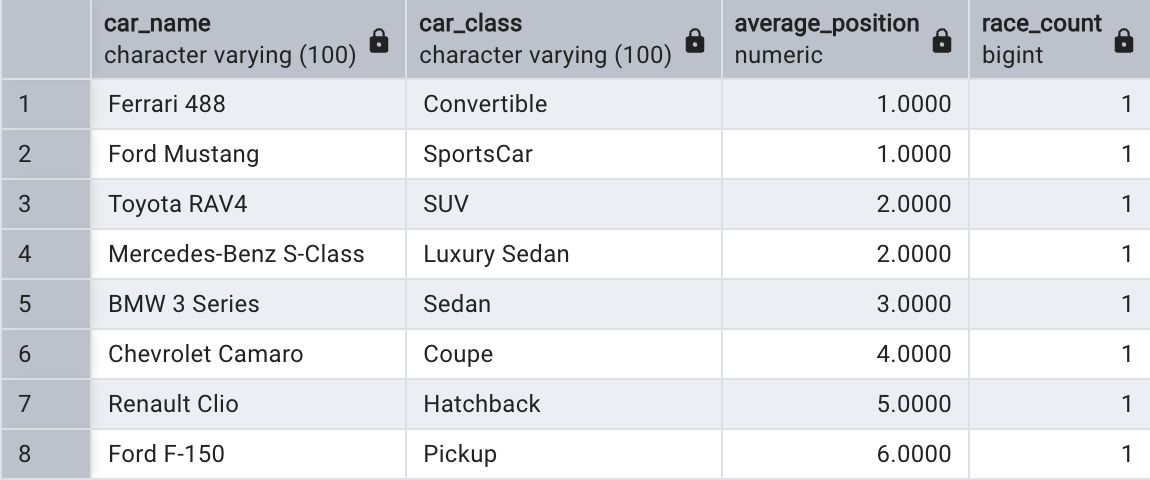 car_name car_class average_position race_count
character varying (100) character varying (100) numeric bigint
1 Ferrari 488 Convertible 1.0000 1
2 Ford Mustang SportsCar 1.0000 1
3 Toyota RAV4 SUV 2.0000 1
4 Mercedes-Benz S-Class Luxury Sedan 2.0000 1
5 BMW 3 Series Sedan 3.0000 1
6 Chevrolet Camaro Coupe 4.0000 1
7 Renault Clio Hatchback 5.0000 1
8 Ford F-150 Pickup 6.0000 1